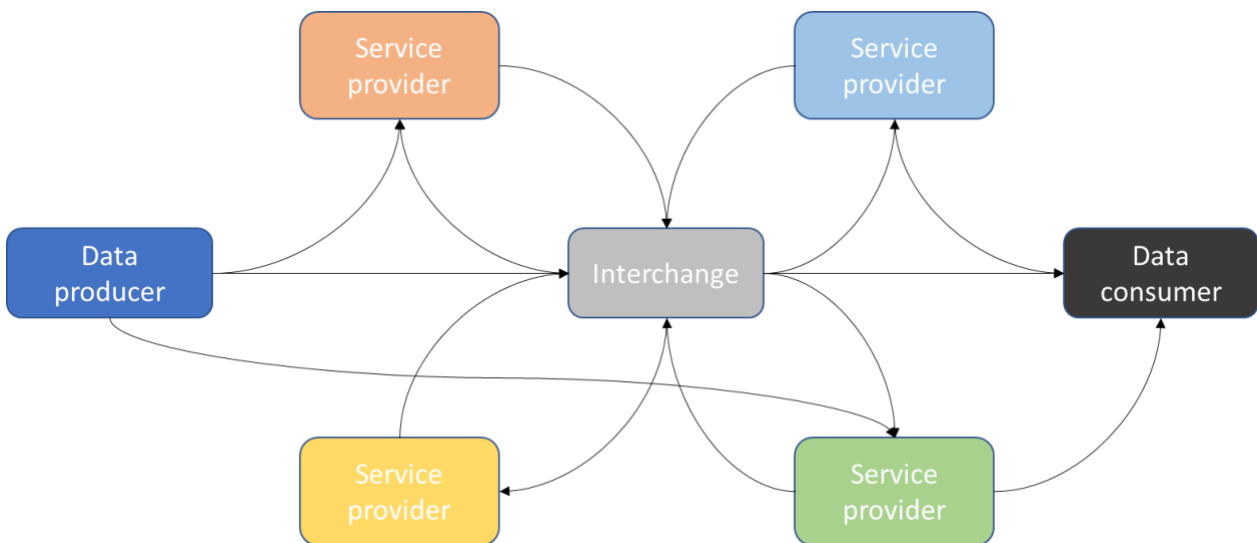 Service
provider
Service
provider
Data
producer
Interchange
Data
consumer
Service
provider
Service
provider